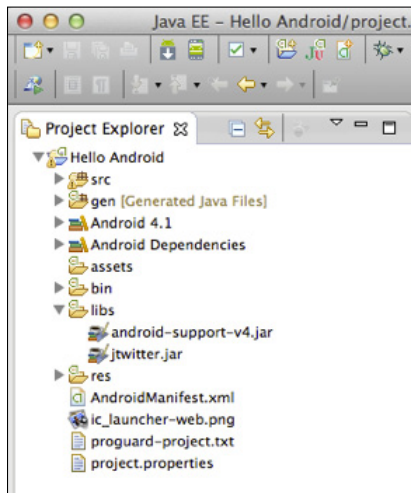 Java EE - Hello Android/project.
Project Explorer
Hello Android
src
gen [Generated Java Files]
Android 4.1
Android Dependencies
assets
bin
libs
android-support-v4.jar
jtwitter.jar
res
AndroidManifest.xml
ic_launcher-web.png
proguard-project.txt
project.properties